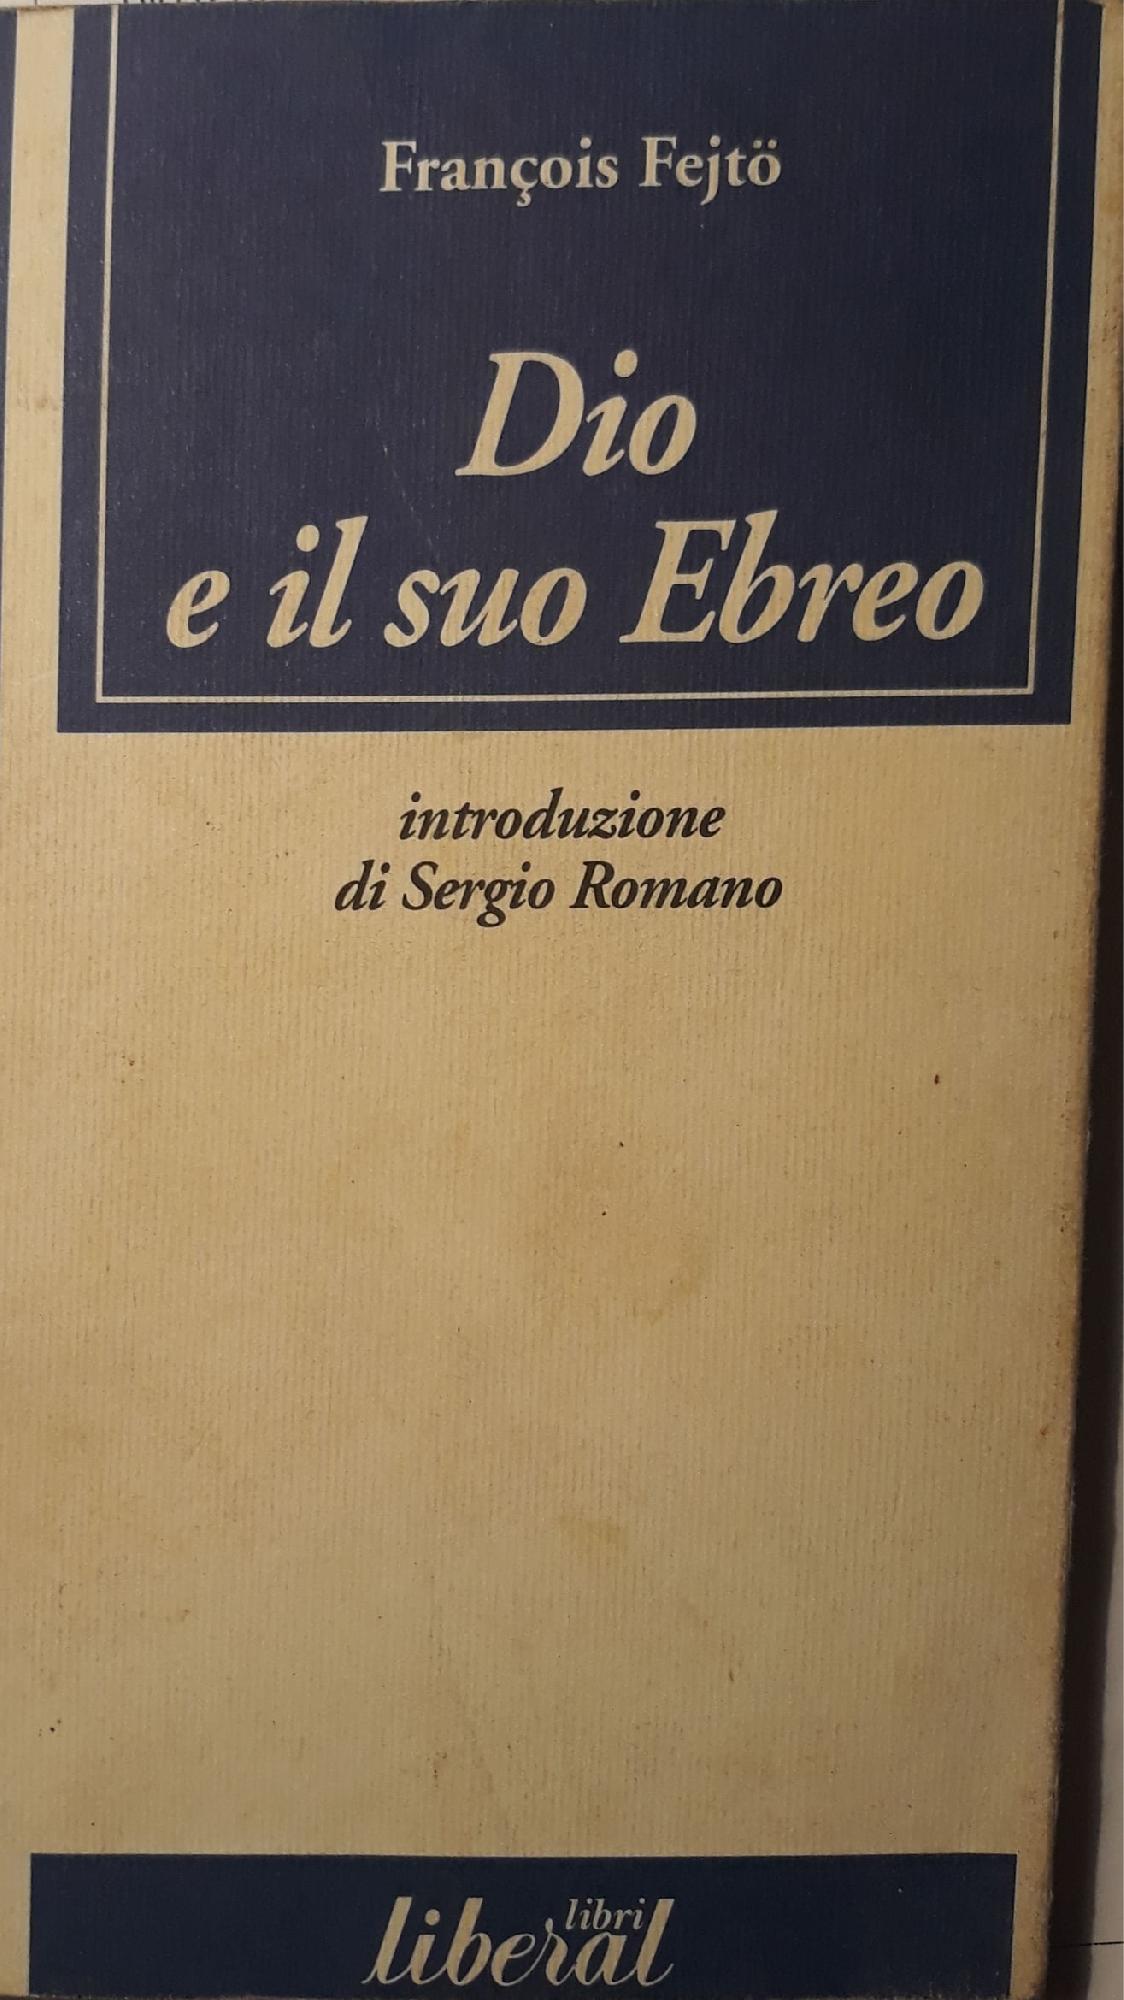 François Fejtö
Dio
e il suo Ebreo
introduzione
di Sergio Romano
libri
liberal